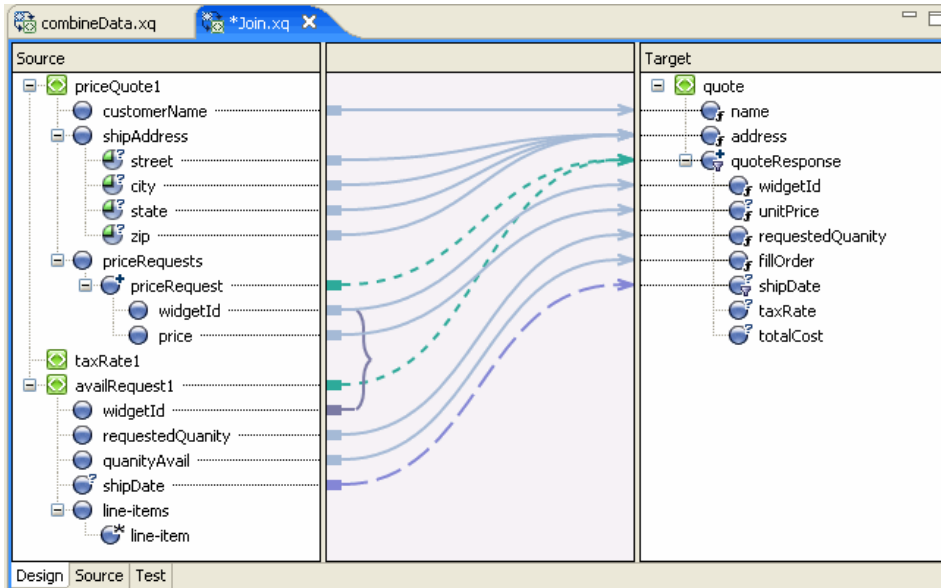 combineData.xq *Join.xq
Source Target
priceQuote1 quote
customerName name
shipAddress address
street quoteResponse
city widgetId
state unitPrice
zip requestedQuanity
priceRequests fillOrder
priceRequest shipDate
widgetId taxRate
price totalCost
taxRate1
availRequest1
widgetId
requestedQuanity
quanityAvail
shipDate
line-items
line-item
Design Source Test